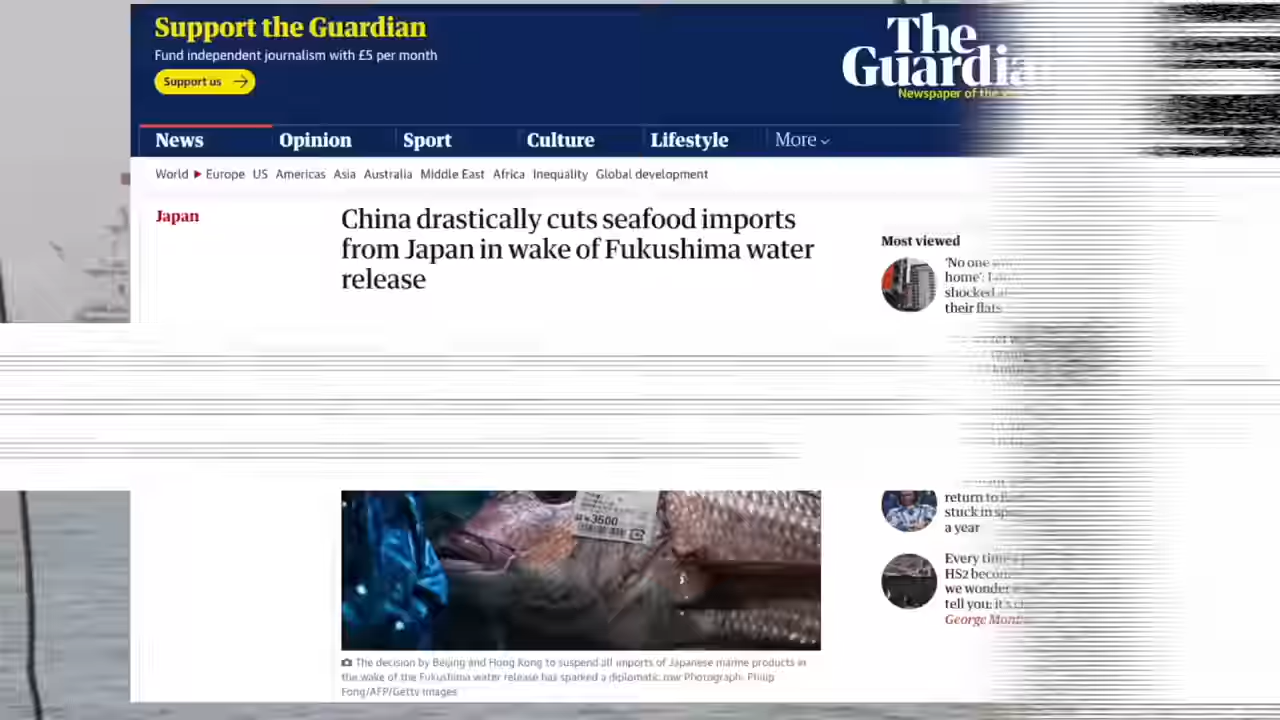 Support the Guardian
Fund independent journalism with £5 per month
Support us
The
Guardian
Newspaper of the
News Opinion Sport Culture Lifestyle More
World Europe US Americas Asia Australia Middle East Africa Inequality Global development
Japan
China drastically cuts seafood imports
from Japan in wake of Fukushima water
release
Most viewed
‘No one
home’:
shocked
their flats
return to
stuck in
a year
Every time
HS2
we wonder
tell you: it's
George
¥3500
The decision by Beijing and Hong Kong to suspend all imports of Japanese marine products in
the wake of the Fukushima water release has sparked a diplomatic row Photograph: Philip
Fong/AFP/Getty Images